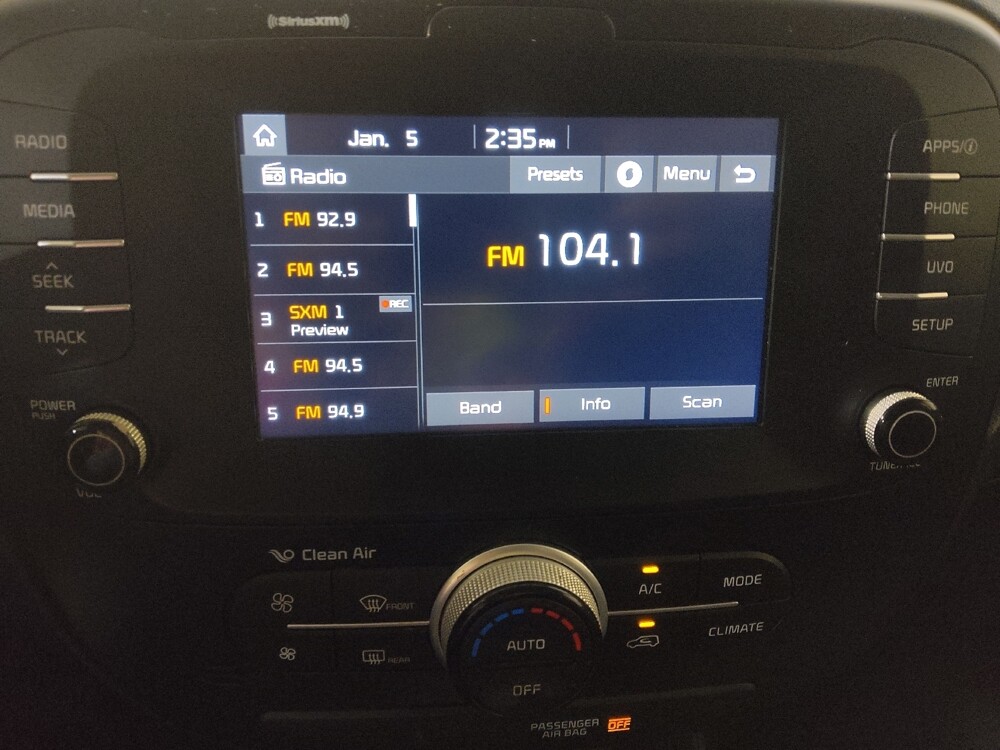 SiriusXM
RADIO
MEDIA
SEEK
TRACK
POWER
PUSH
VOL
Jan. 5 2:35 PM
Radio Presets Menu
1 FM 92.9
2 FM 94.5
3 SXM 1 REC
Preview
4 FM 94.5
5 FM 94.9
FM 104.1
Band Info Scan
APPS/i
PHONE
UVO
SETUP
ENTER
Clean Air
FRONT
REAR
AUTO
OFF
A/C
MODE
CLIMATE
PASSENGER
AIR BAG OFF